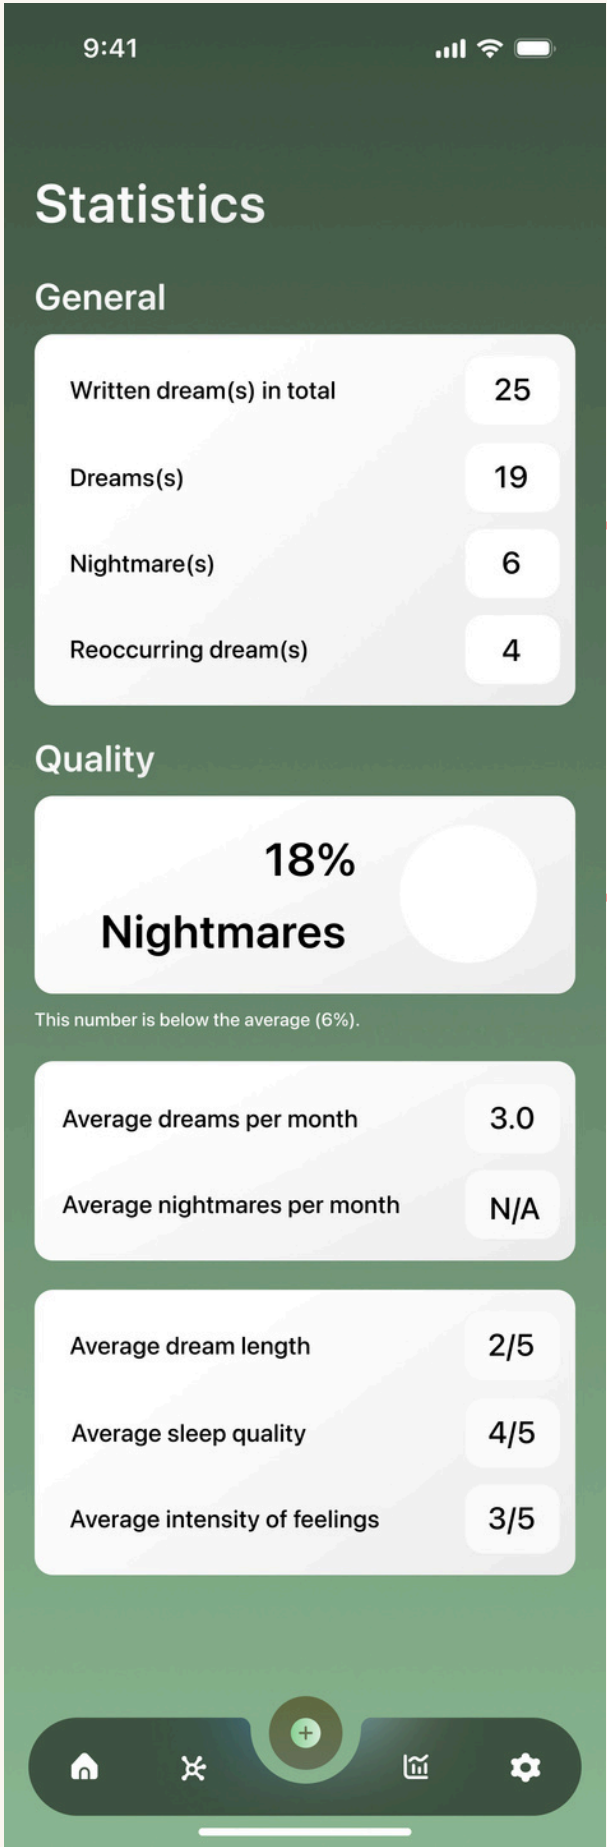 9:41
Statistics
General
Written dream(s) in total 25
Dreams(s) 19
Nightmare(s) 6
Reoccurring dream(s) 4
Quality
18%
Nightmares
This number is below the average (6%).
Average dreams per month 3.0
Average nightmares per month N/A
Average dream length 2/5
Average sleep quality 4/5
Average intensity of feelings 3/5